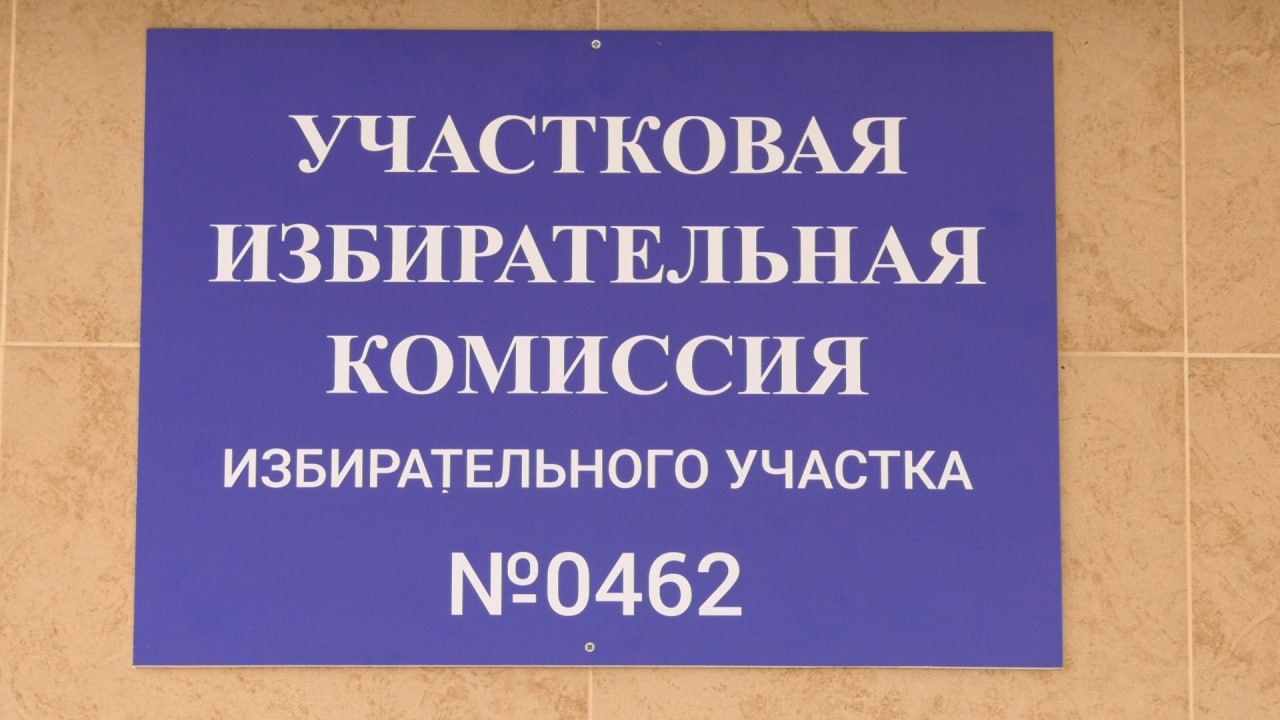 УЧАСТКОВАЯ
ИЗБИРАТЕЛЬНАЯ
КОМИССИЯ
ИЗБИРАТЕЛЬНОГО УЧАСТКА
№0462